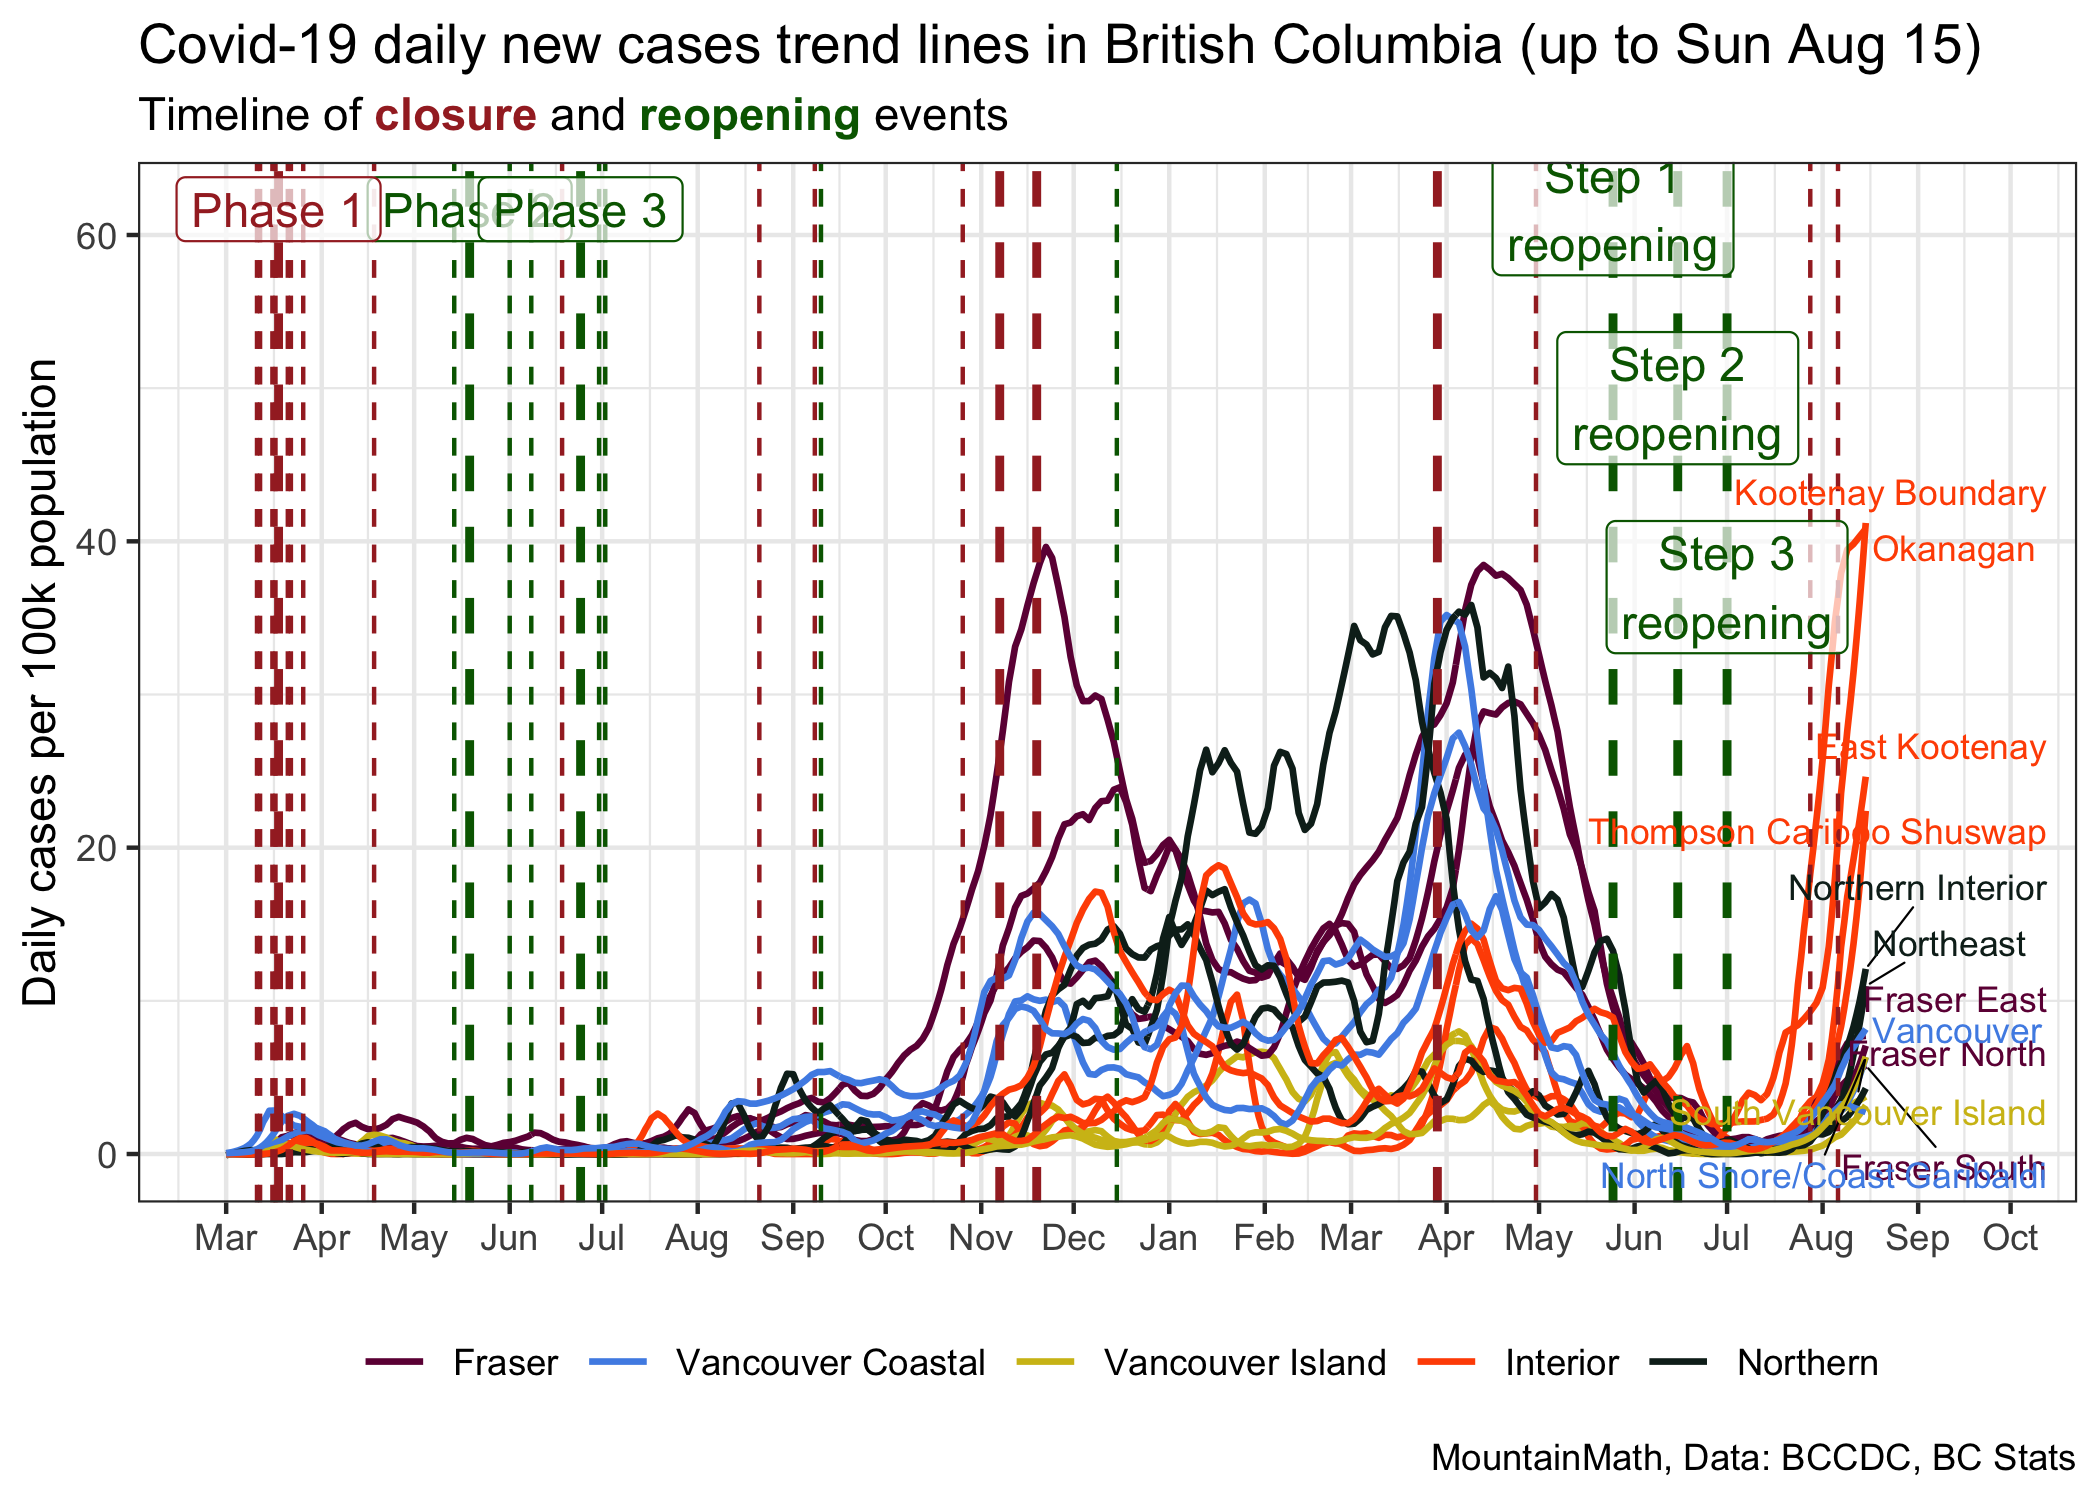 Covid-19 daily new cases trend lines in British Columbia (up to Sun Aug 15)
Timeline of closure and reopening events
Daily cases per 100k population
60
40
20
0
Phase 1
Phase 2
Phase 3
Step 1
reopening
Step 2
reopening
Step 3
reopening
Kootenay Boundary
Okanagan
East Kootenay
Thompson Cariboo Shuswap
Northern Interior
Northeast
Fraser East
Vancouver
Fraser North
South Vancouver Island
Fraser South
North Shore/Coast Garibaldi
Mar Apr May Jun Jul Aug Sep Oct Nov Dec Jan Feb Mar Apr May Jun Jul Aug Sep Oct
Fraser Vancouver Coastal Vancouver Island Interior Northern
MountainMath, Data: BCCDC, BC Stats